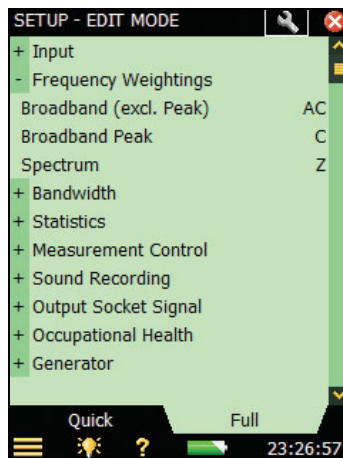 SETUP - EDIT MODE
+ Input
- Frequency Weightings
Broadband (excl. Peak) AC
Broadband Peak C
Spectrum Z
+ Bandwidth
+ Statistics
+ Measurement Control
+ Sound Recording
+ Output Socket Signal
+ Occupational Health
+ Generator
Quick Full
? 23:26:57